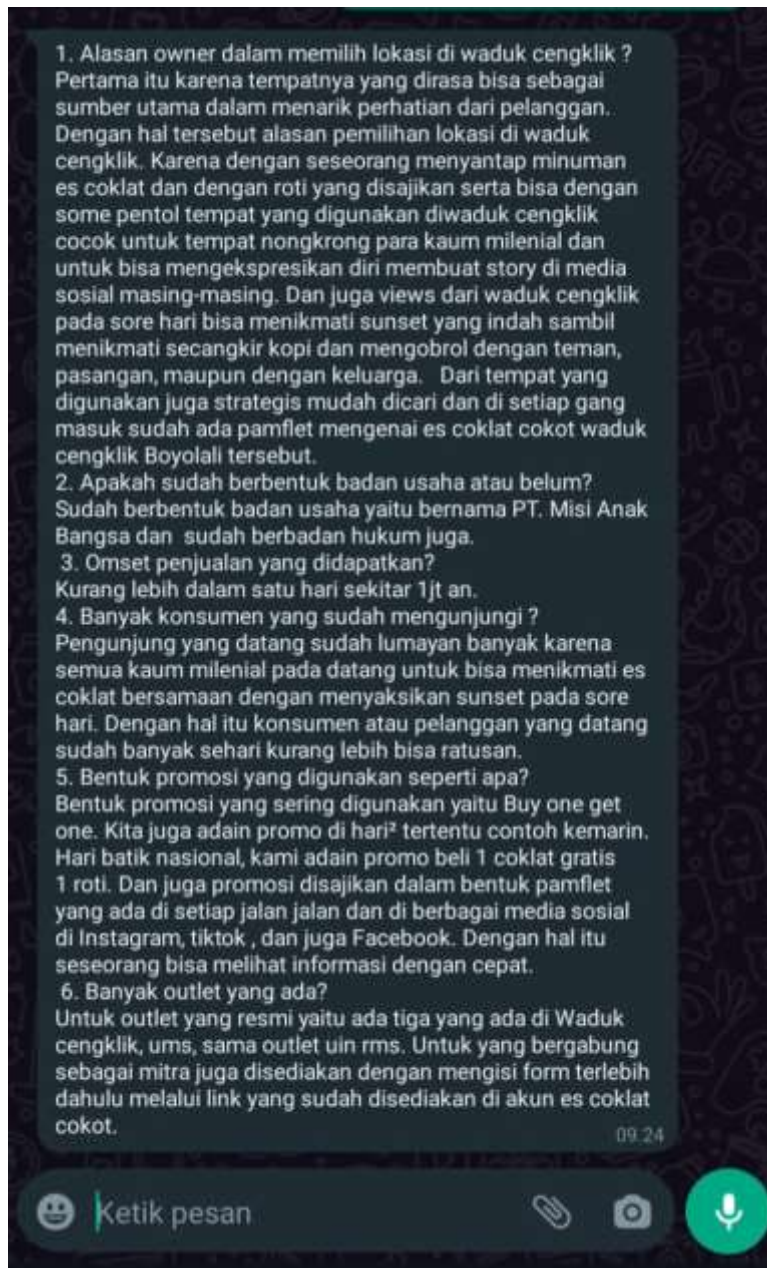 1. Alasan owner dalam memilih lokasi di waduk cengklik ?
Pertama itu karena tempatnya yang dirasa bisa sebagai
sumber utama dalam menarik perhatian dari pelanggan.
Dengan hal tersebut alasan pemilihan lokasi di waduk
cengklik. Karena dengan seseorang menyantap minuman
es coklat dan dengan roti yang disajikan serta bisa dengan
some pentol tempat yang digunakan diwaduk cengklik
cocok untuk tempat nongkrong para kaum milenial dan
untuk bisa mengekspresikan diri membuat story di media
sosial masing-masing. Dan juga views dari waduk cengklik
pada sore hari bisa menikmati sunset yang indah sambil
menikmati secangkir kopi dan mengobrol dengan teman,
pasangan, maupun dengan keluarga. Dari tempat yang
digunakan juga strategis mudah dicari dan di setiap gang
masuk sudah ada pamflet mengenai es coklat cokot waduk
cengklik Boyolali tersebut.
2. Apakah sudah berbentuk badan usaha atau belum?
Sudah berbentuk badan usaha yaitu bernama PT. Misi Anak
Bangsa dan sudah berbadan hukum juga.
3. Omset penjualan yang didapatkan?
Kurang lebih dalam satu hari sekitar 1jt an.
4. Banyak konsumen yang sudah mengunjungi ?
Pengunjung yang datang sudah lumayan banyak karena
semua kaum milenial pada datang untuk bisa menikmati es
coklat bersamaan dengan menyaksikan sunset pada sore
hari. Dengan hal itu konsumen atau pelanggan yang datang
sudah banyak sehari kurang lebih bisa ratusan.
5. Bentuk promosi yang digunakan seperti apa?
Bentuk promosi yang sering digunakan yaitu Buy one get
one. Kita juga adain promo di hari² tertentu contoh kemarin.
Hari batik nasional, kami adain promo beli 1 coklat gratis
1 roti. Dan juga promosi disajikan dalam bentuk pamflet
yang ada di setiap jalan jalan dan di berbagai media sosial
di Instagram, tiktok , dan juga Facebook. Dengan hal itu
seseorang bisa melihat informasi dengan cepat.
6. Banyak outlet yang ada?
Untuk outlet yang resmi yaitu ada tiga yang ada di Waduk
cengklik, ums, sama outlet uin rms. Untuk yang bergabung
sebagai mitra juga disediakan dengan mengisi form terlebih
dahulu melalui link yang sudah disediakan di akun es coklat
cokot.
09.24
Ketik pesan